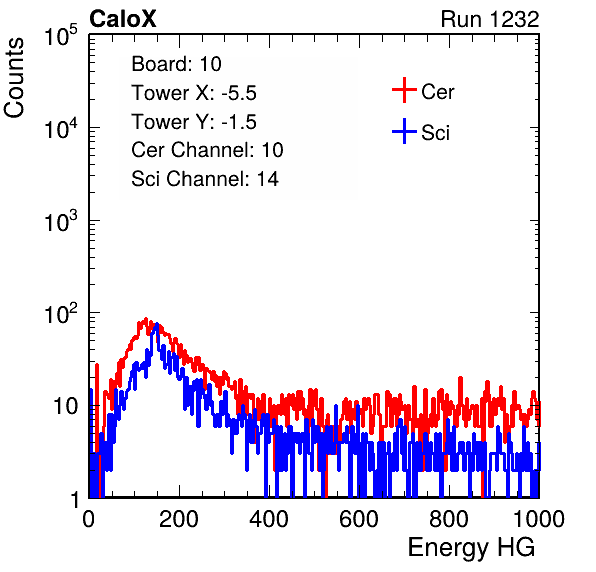 CaloX Run 1232
Counts
Board: 10
Tower X: -5.5
Tower Y: -1.5
Cer Channel: 10
Sci Channel: 14
Cer
Sci
10^5
10^4
10^3
10^2
10
1
0 200 400 600 800 1000
Energy HG